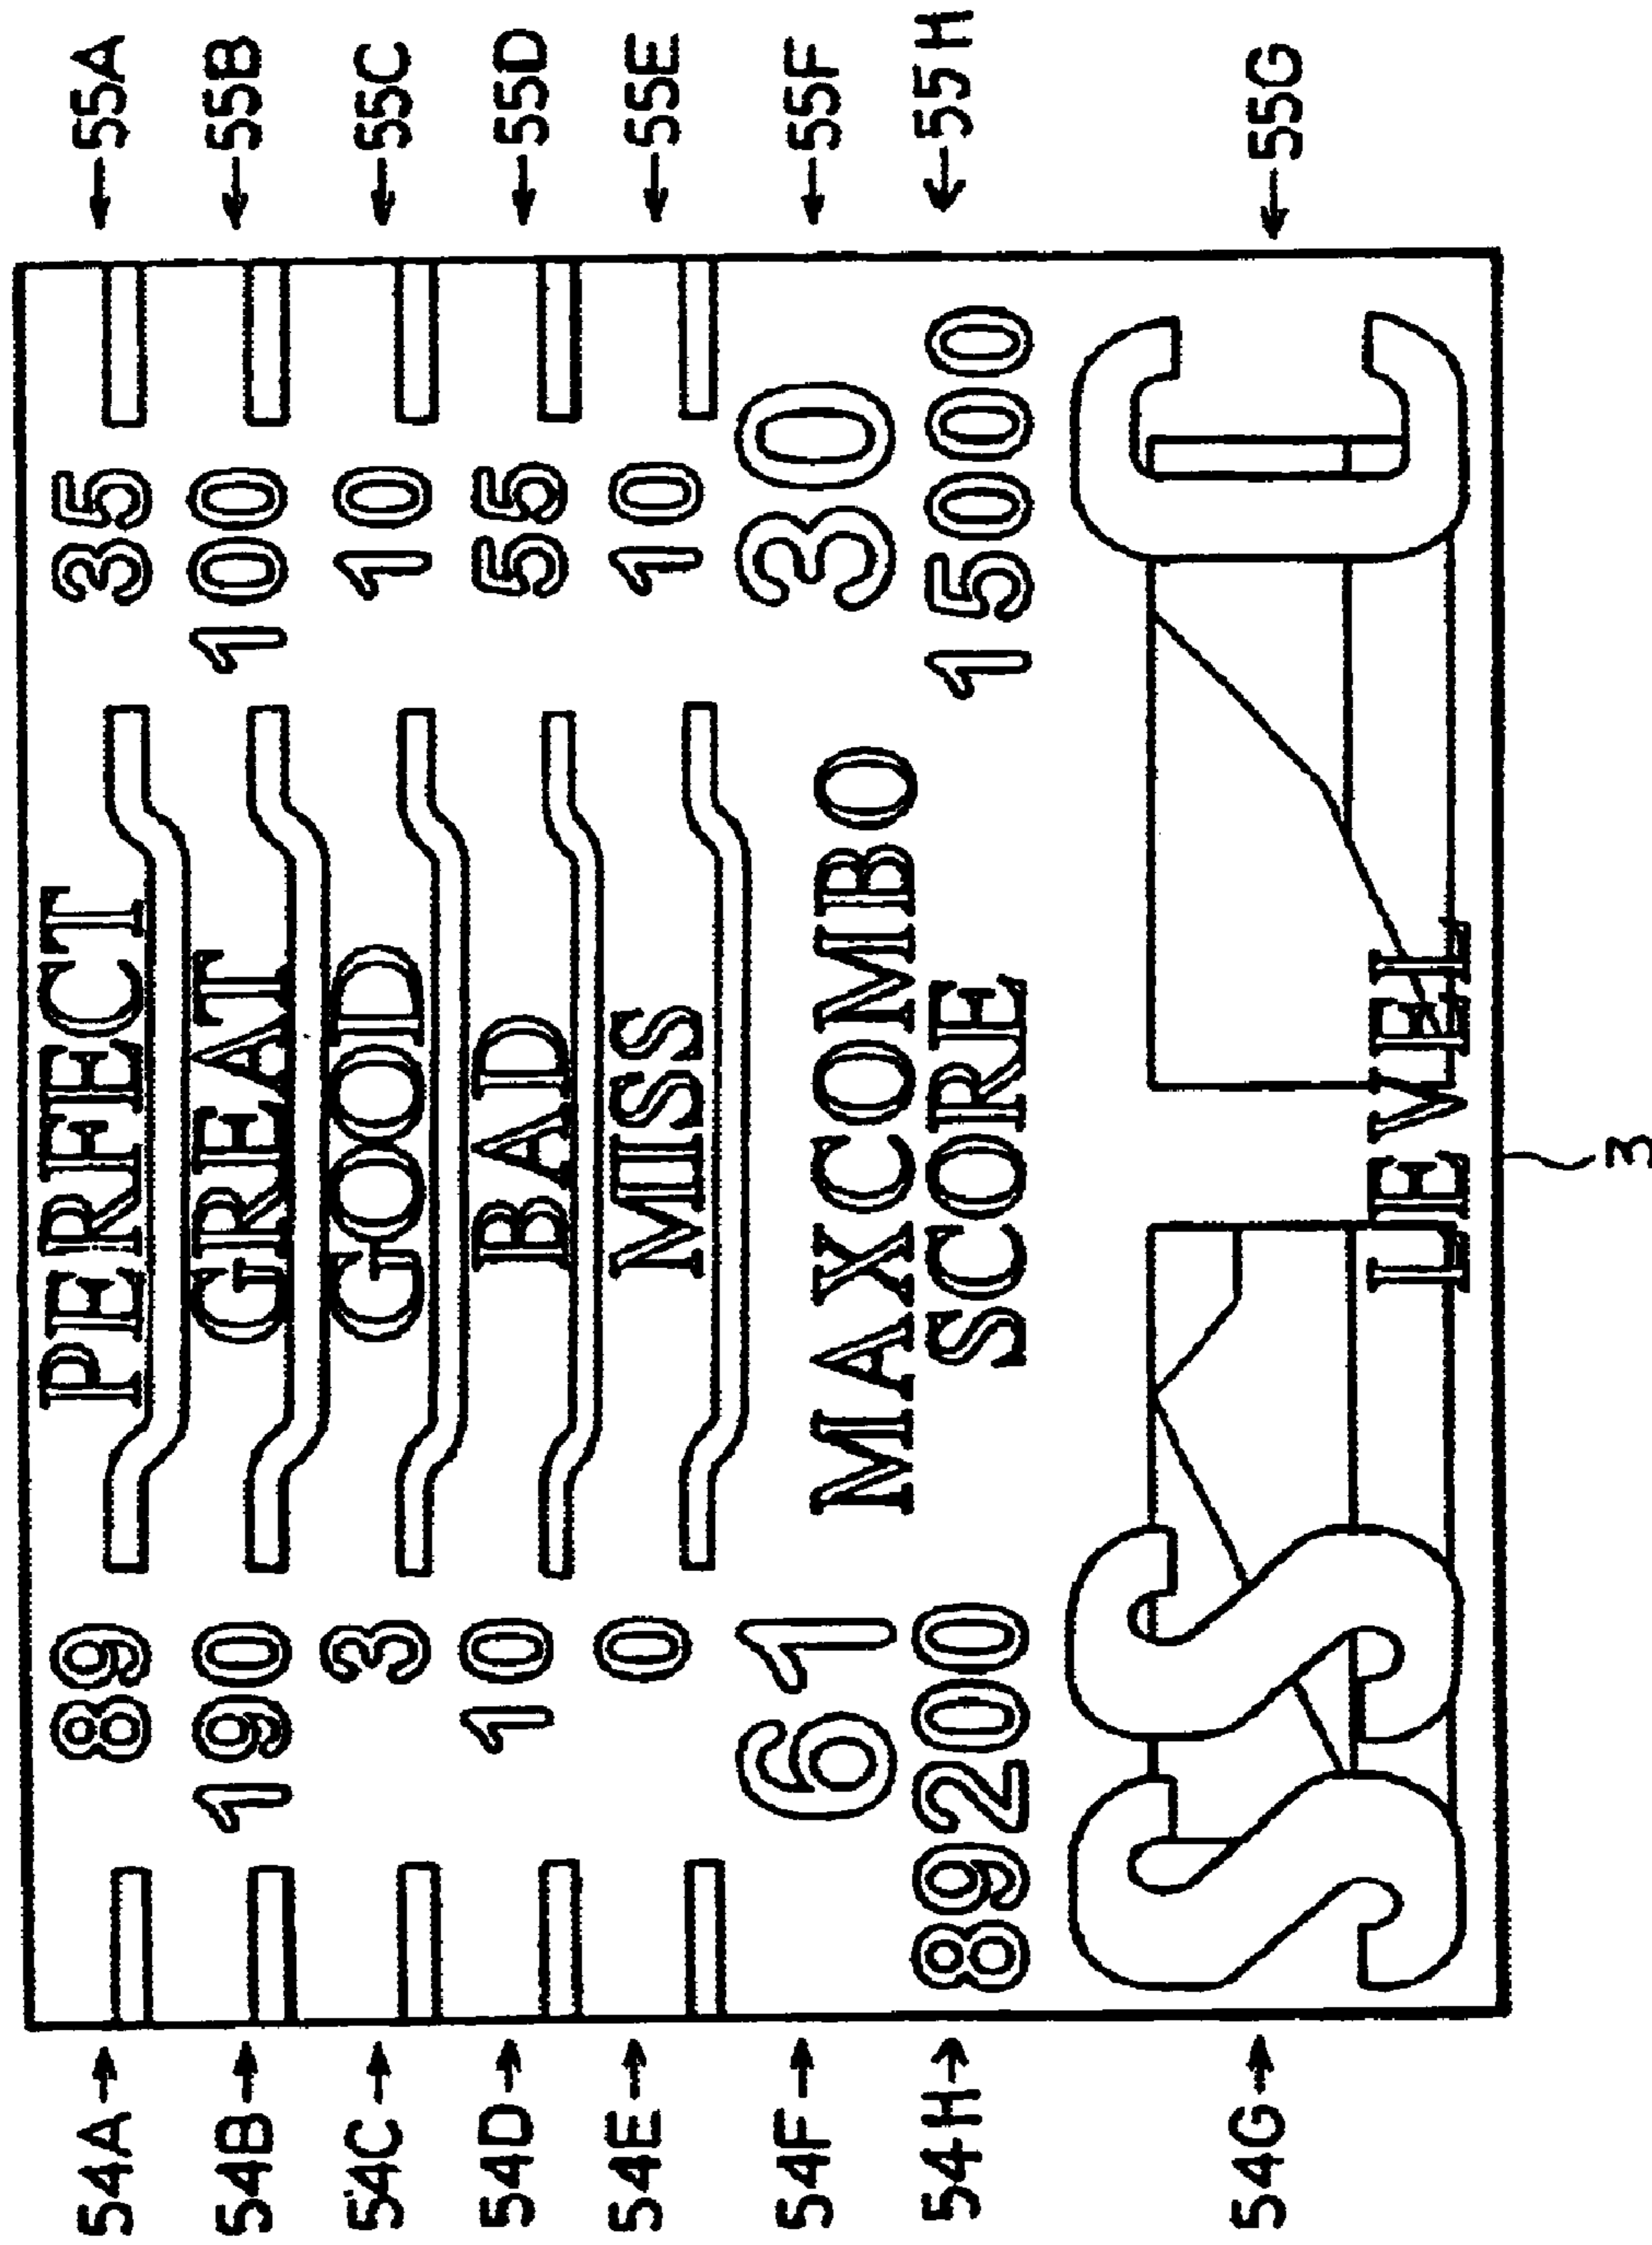 54A 89 PERFECT 35 55A
54B 190 GREAT 100 55B
54C 3 GOOD 10 55C
54D 10 BAD 55 55D
54E 0 MISS 10 55E
54F 61 MAXCOMBO 30 55F
54H 89200 SCORE 15000 55H
54G SS LEVEL C 55G
3